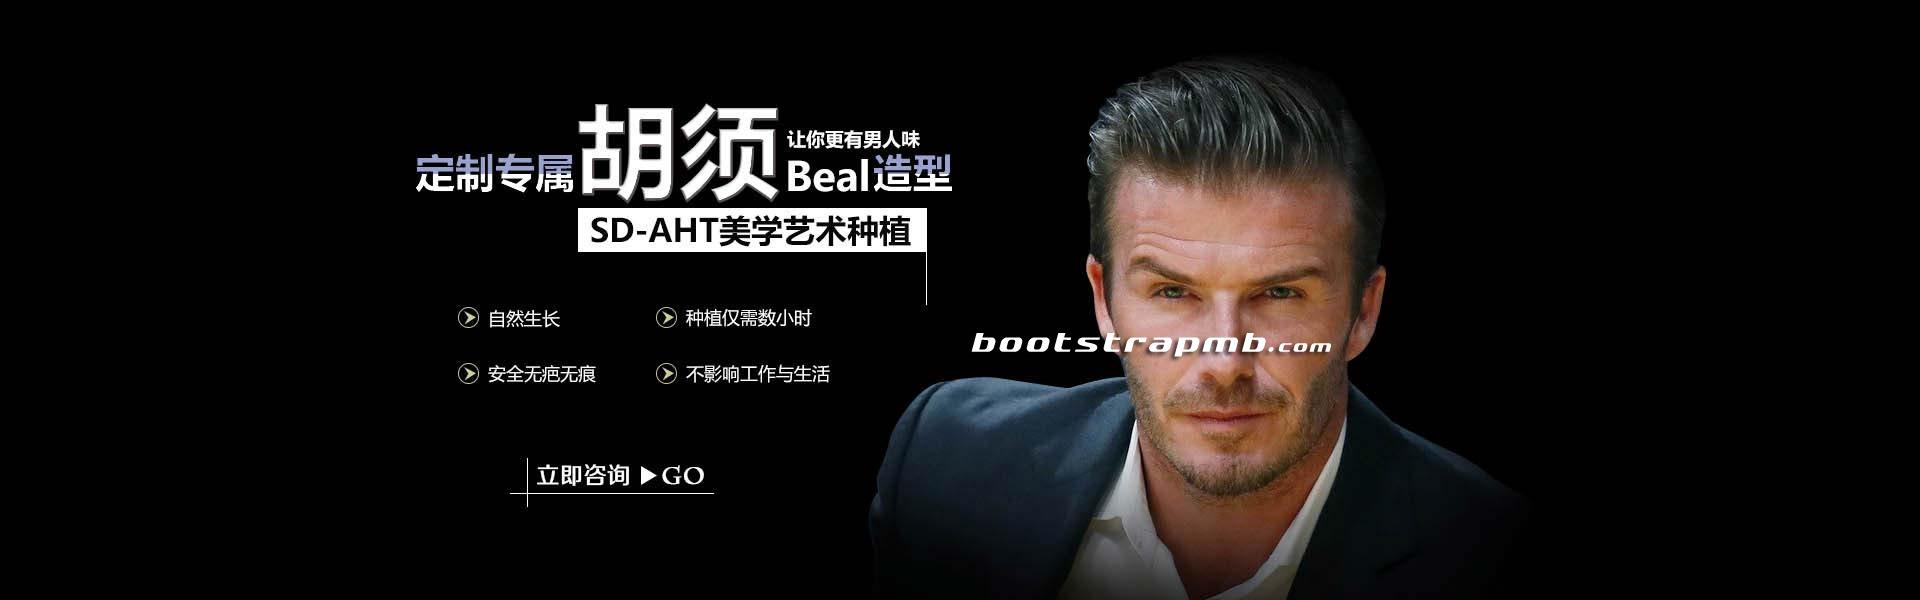 让你更有男人味
定制专属胡须Beal造型
SD-AHT美学艺术种植
自然生长
种植仅需数小时
安全无疤无痕
不影响工作与生活
立即咨询 ▶GO
bootstrapmb.com